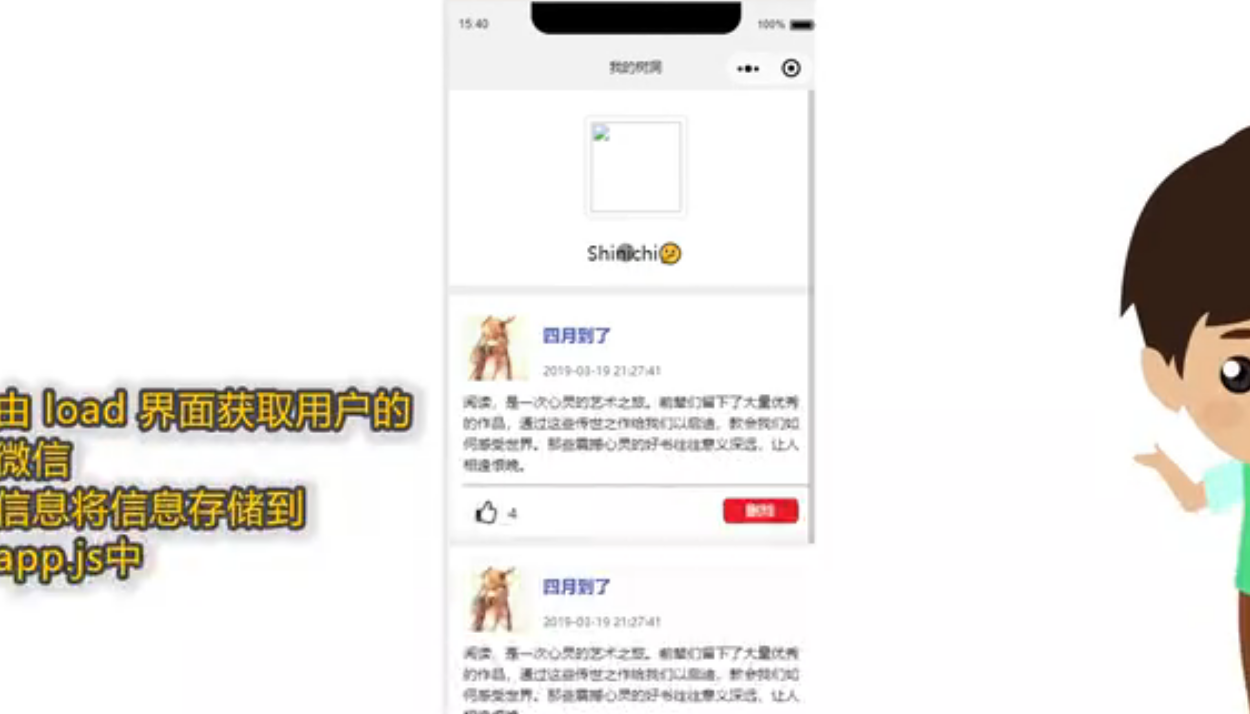 15:40
100%
我的树洞
Shinichi
四月到了
2019-03-19 21:27:41
阅读，是一次心灵的艺术之旅。前辈们留下了大量优秀
的作品，通过这些传世之作给我们以启迪，教会我们如
何感受世界。那些震撼心灵的好书往往意义深远，让人
相逢恨晚。
4
删除
四月到了
2019-03-19 21:27:41
阅读，是一次心灵的艺术之旅。前辈们留下了大量优秀
的作品，通过这些传世之作给我们以启迪，教会我们如
何感受世界。那些震撼心灵的好书往往意义深远，让人
由 load 界面获取用户的
微信
信息将信息存储到
app.js中